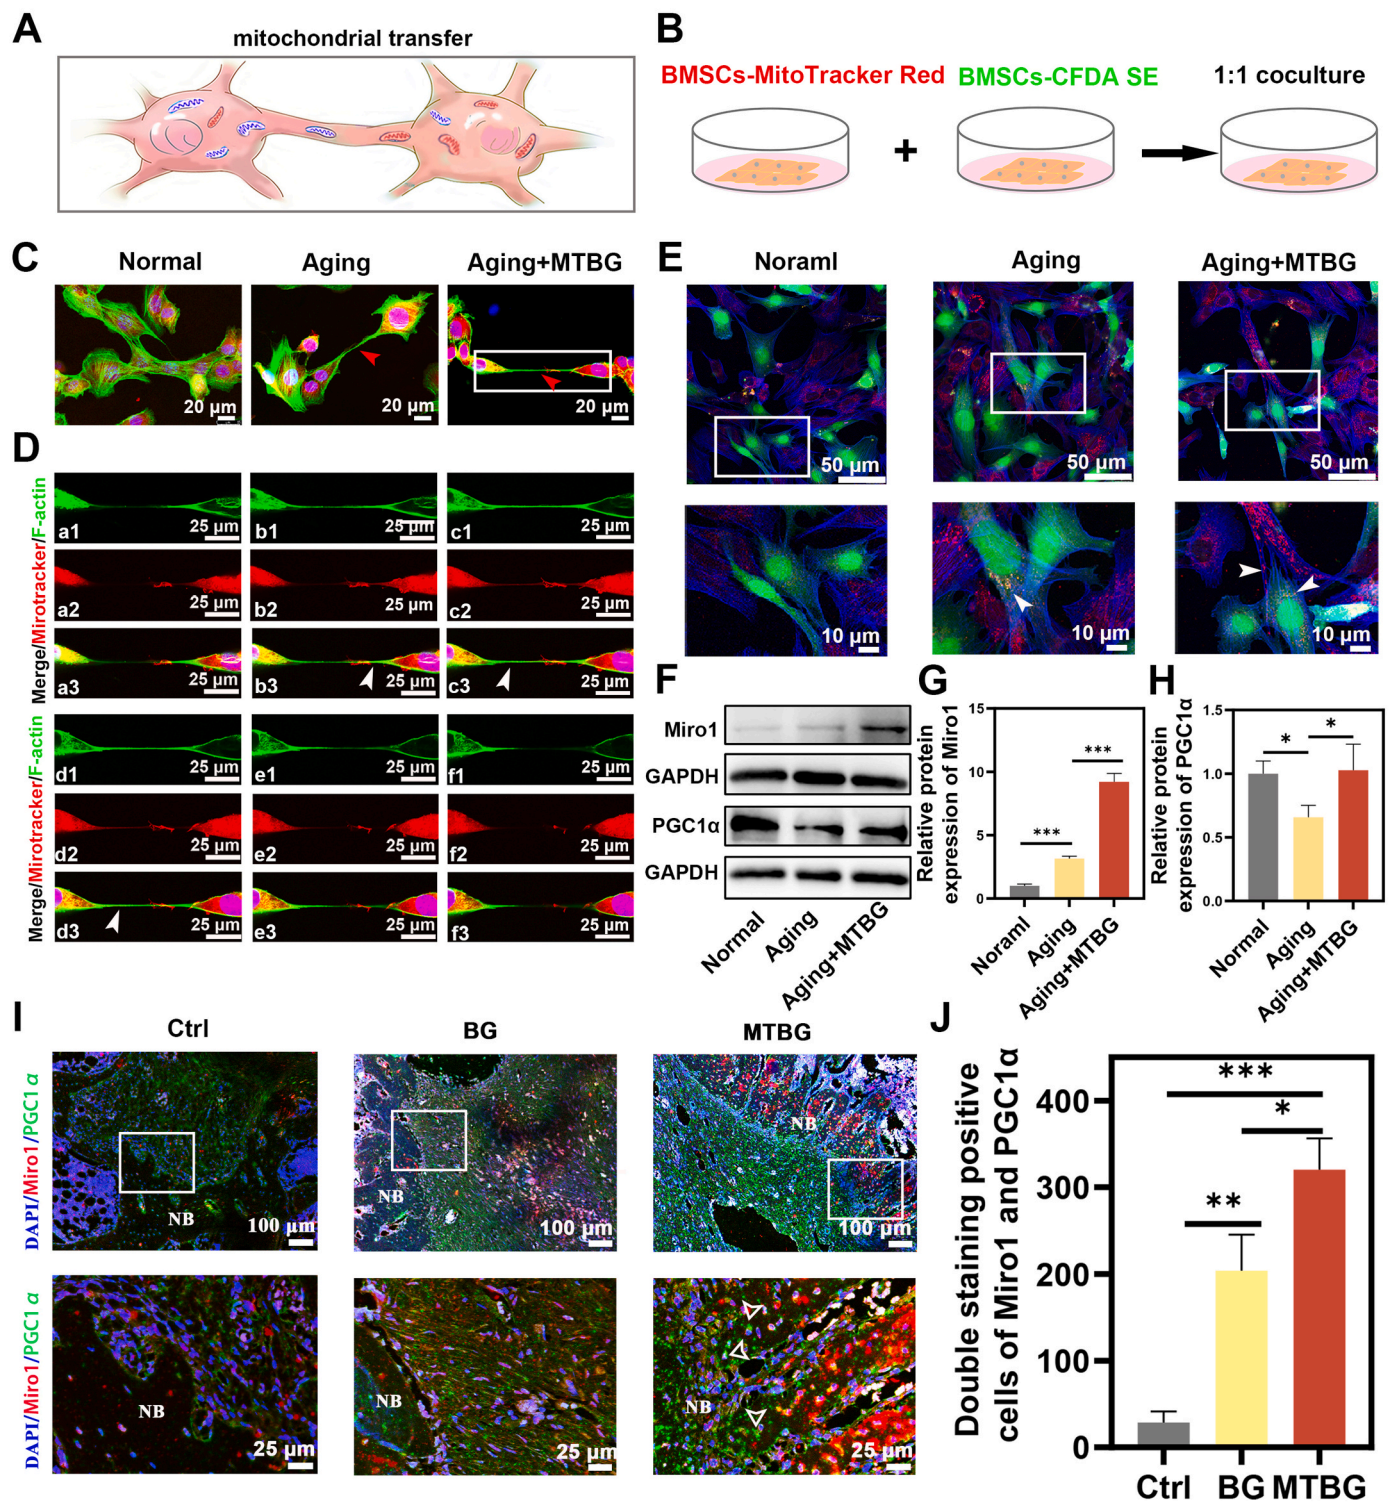 A
mitochondrial transfer
B
BMSCs-MitoTracker Red
BMSCs-CFDA SE
1:1 coculture
+
C
Normal
Aging
Aging+MTBG
20 μm
20 μm
20 μm
D
Merge/Mirotracker/F-actin
a1
25 μm
b1
25 μm
c1
25 μm
a2
25 μm
b2
25 μm
c2
25 μm
a3
25 μm
b3
25 μm
c3
25 μm
Merge/Mirotracker/F-actin
d1
25 μm
e1
25 μm
f1
25 μm
d2
25 μm
e2
25 μm
f2
25 μm
d3
25 μm
e3
25 μm
f3
25 μm
E
Noraml
Aging
Aging+MTBG
50 μm
50 μm
50 μm
10 μm
10 μm
10 μm
F
Miro1
GAPDH
PGC1α
GAPDH
Normal
Aging
Aging+MTBG
G
Relative protein
expression of Miro1
15
10
5
0
***
***
Noraml
Aging
Aging+MTBG
H
Relative protein
expression of PGC1α
1.5
1.0
0.5
0.0
*
*
Normal
Aging
Aging+MTBG
I
Ctrl
BG
MTBG
DAPI/Miro1/PGC1α
NB
100 μm
NB
100 μm
NB
100 μm
DAPI/Miro1/PGC1α
NB
25 μm
NB
25 μm
NB
25 μm
J
Double staining positive
cells of Miro1 and PGC1α
400
300
200
100
0
***
*
**
Ctrl
BG
MTBG